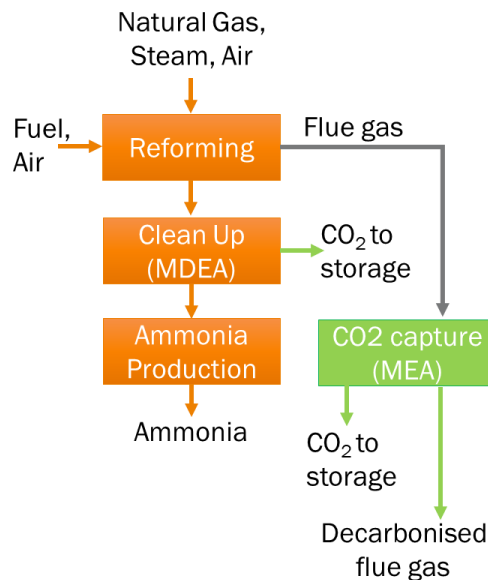 Natural Gas,
Steam, Air
Fuel,
Air
Reforming
Flue gas
Clean Up
(MDEA)
CO₂ to
storage
Ammonia
Production
CO2 capture
(MEA)
Ammonia
CO₂ to
storage
Decarbonised
flue gas